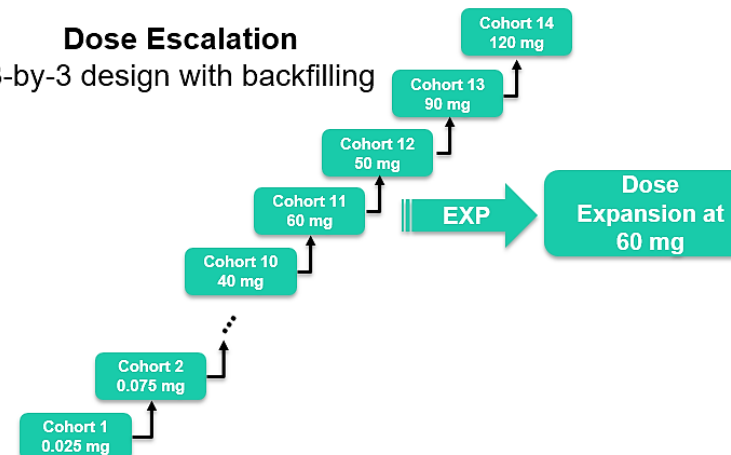 Dose Escalation
3-by-3 design with backfilling
Cohort 14
120 mg
Cohort 13
90 mg
Cohort 12
50 mg
Cohort 11
60 mg
Cohort 10
40 mg
Cohort 2
0.075 mg
Cohort 1
0.025 mg
EXP
Dose
Expansion at
60 mg